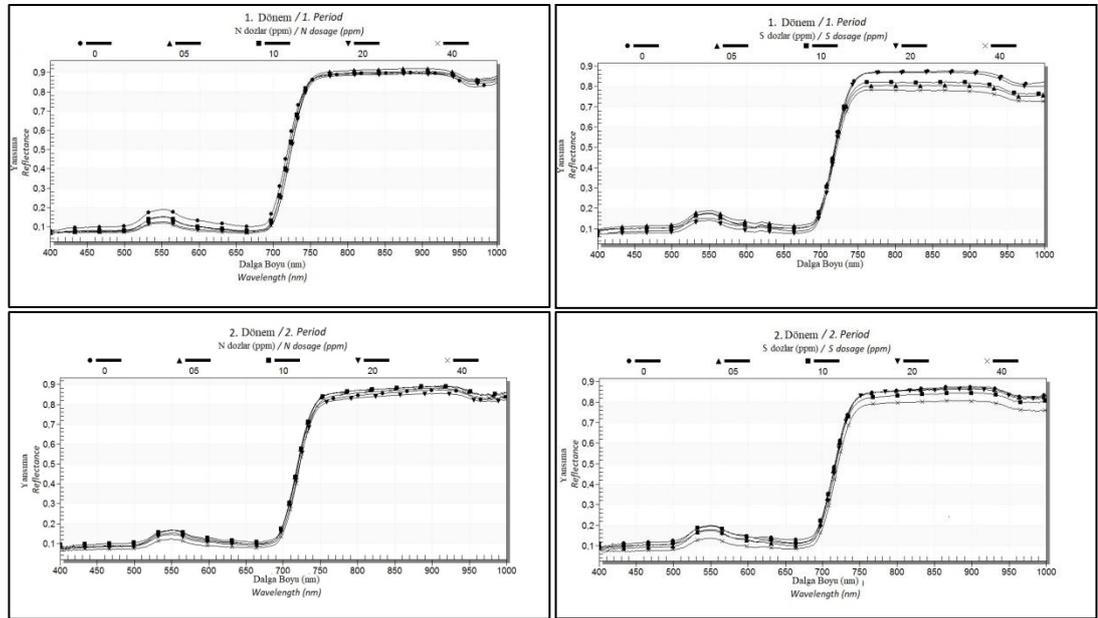 1. Dönem / 1. Period
N dozlar (ppm) / N dosage (ppm)
0 05 10 20 40
Yansıma
Reflectance
0,9
0,8
0,7
0,6
0,5
0,4
0,3
0,2
0,1
400 450 500 550 600 650 700 750 800 850 900 950 1000
Dalga Boyu (nm)
Wavelength (nm)
1. Dönem / 1. Period
S dozlar (ppm) / S dosage (ppm)
0 05 10 20 40
Yansıma
Reflectance
0,9
0,8
0,7
0,6
0,5
0,4
0,3
0,2
0,1
400 450 500 550 600 650 700 750 800 850 900 950 1000
Dalga Boyu (nm)
2. Dönem / 2. Period
N dozlar (ppm) / N dosage (ppm)
0 05 10 20 40
Yansıma
Reflectance
0,9
0,8
0,7
0,6
0,5
0,4
0,3
0,2
0,1
400 450 500 550 600 650 700 750 800 850 900 950 1000
Dalga Boyu (nm)
Wavelength (nm)
2. Dönem / 2. Period
S dozlar (ppm) / S dosage (ppm)
0 05 10 20 40
Yansıma
Reflectance
0,9
0,8
0,7
0,6
0,5
0,4
0,3
0,2
0,1
400 450 500 550 600 650 700 750 800 850 900 950 1000
Dalga Boyu (nm)
Wavelength (nm)